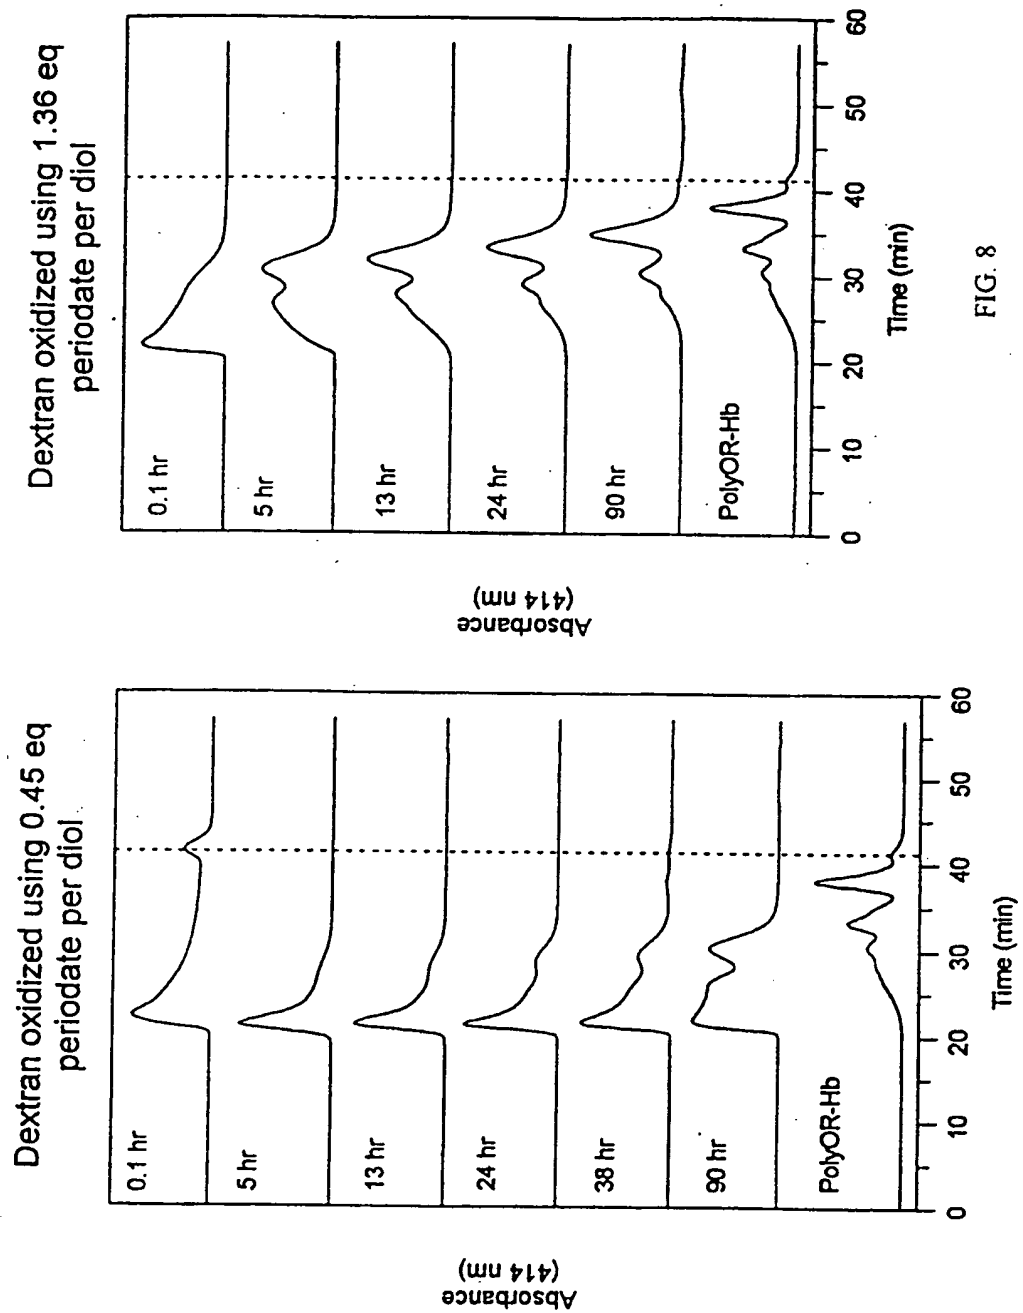 Dextran oxidized using 0.45 eq
periodate per diol
Absorbance
(414 nm)
0.1 hr
5 hr
13 hr
24 hr
38 hr
90 hr
PolyOR-Hb
0 10 20 30 40 50 60
Time (min)
Dextran oxidized using 1.36 eq
periodate per diol
Absorbance
(414 nm)
0.1 hr
5 hr
13 hr
24 hr
90 hr
PolyOR-Hb
0 10 20 30 40 50 60
Time (min)
FIG. 8